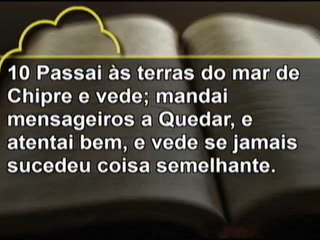 10 Passai às terras do mar de
Chipre e vede; mandai
mensageiros a Quedar, e
atentai bem, e vede se jamais
sucedeu coisa semelhante.